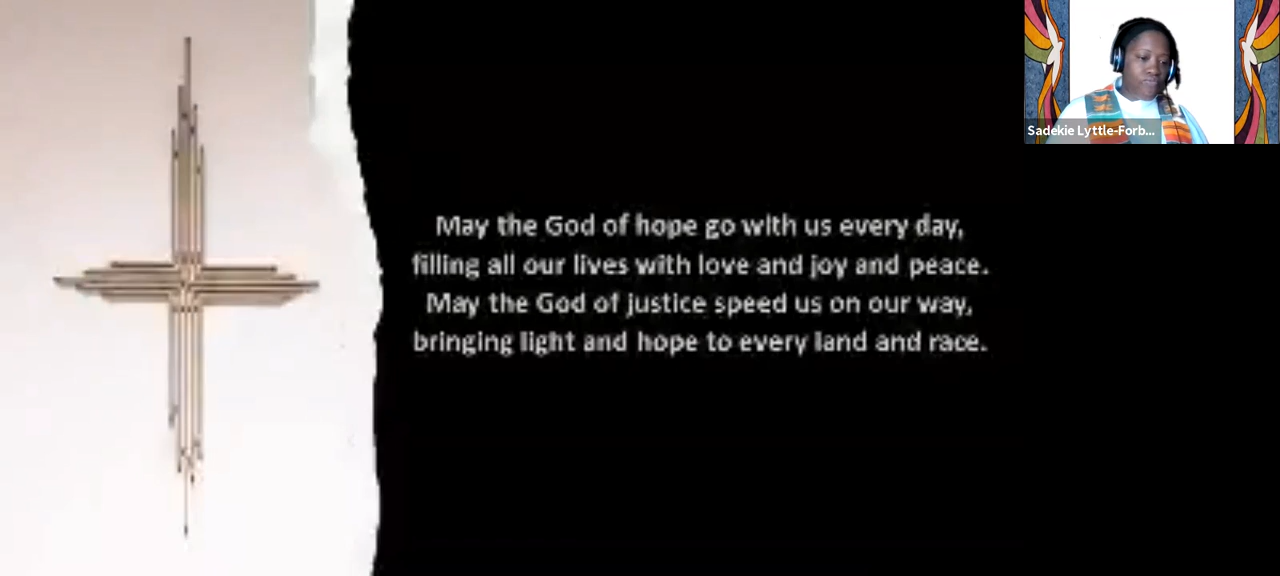 Sadekie Lyttle-Forb...
May the God of hope go with us every day,
filling all our lives with love and joy and peace.
May the God of justice speed us on our way,
bringing light and hope to every land and race.